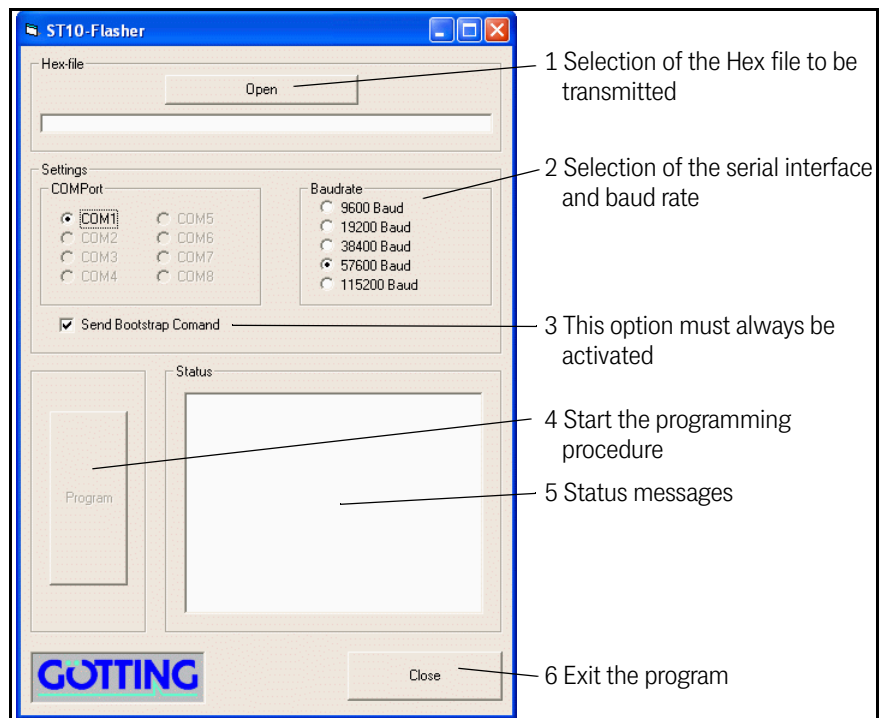 ST10-Flasher
Hex-file
Open
1 Selection of the Hex file to be
transmitted
Settings
COMPort
COM1
COM2
COM3
COM4
COM5
COM6
COM7
COM8
Baudrate
9600 Baud
19200 Baud
38400 Baud
57600 Baud
115200 Baud
2 Selection of the serial interface
and baud rate
Send Bootstrap Comand
3 This option must always be
activated
Program
Status
4 Start the programming
procedure
5 Status messages
GÖTTING
Close
6 Exit the program